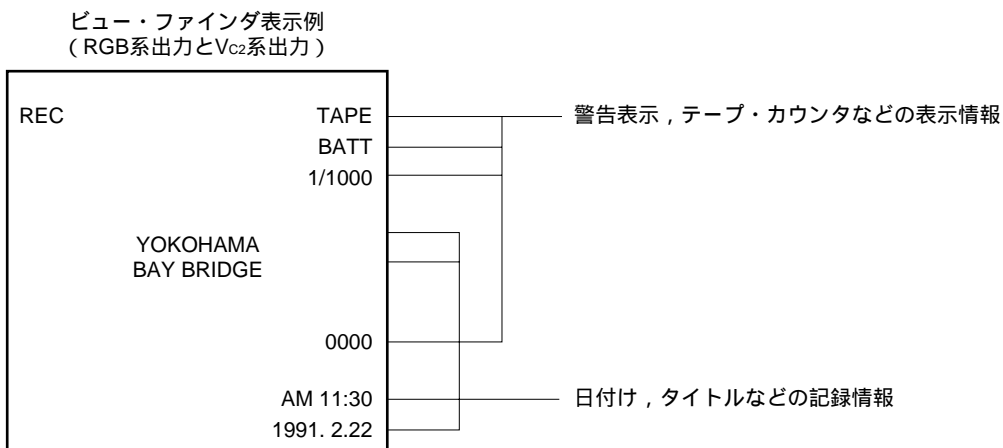 ビュー・ファインダ表示例
（RGB系出力とVC2系出力）
REC
TAPE
警告表示，テープ・カウンタなどの表示情報
BATT
1/1000
YOKOHAMA
BAY BRIDGE
0000
AM 11:30
日付け，タイトルなどの記録情報
1991. 2.22